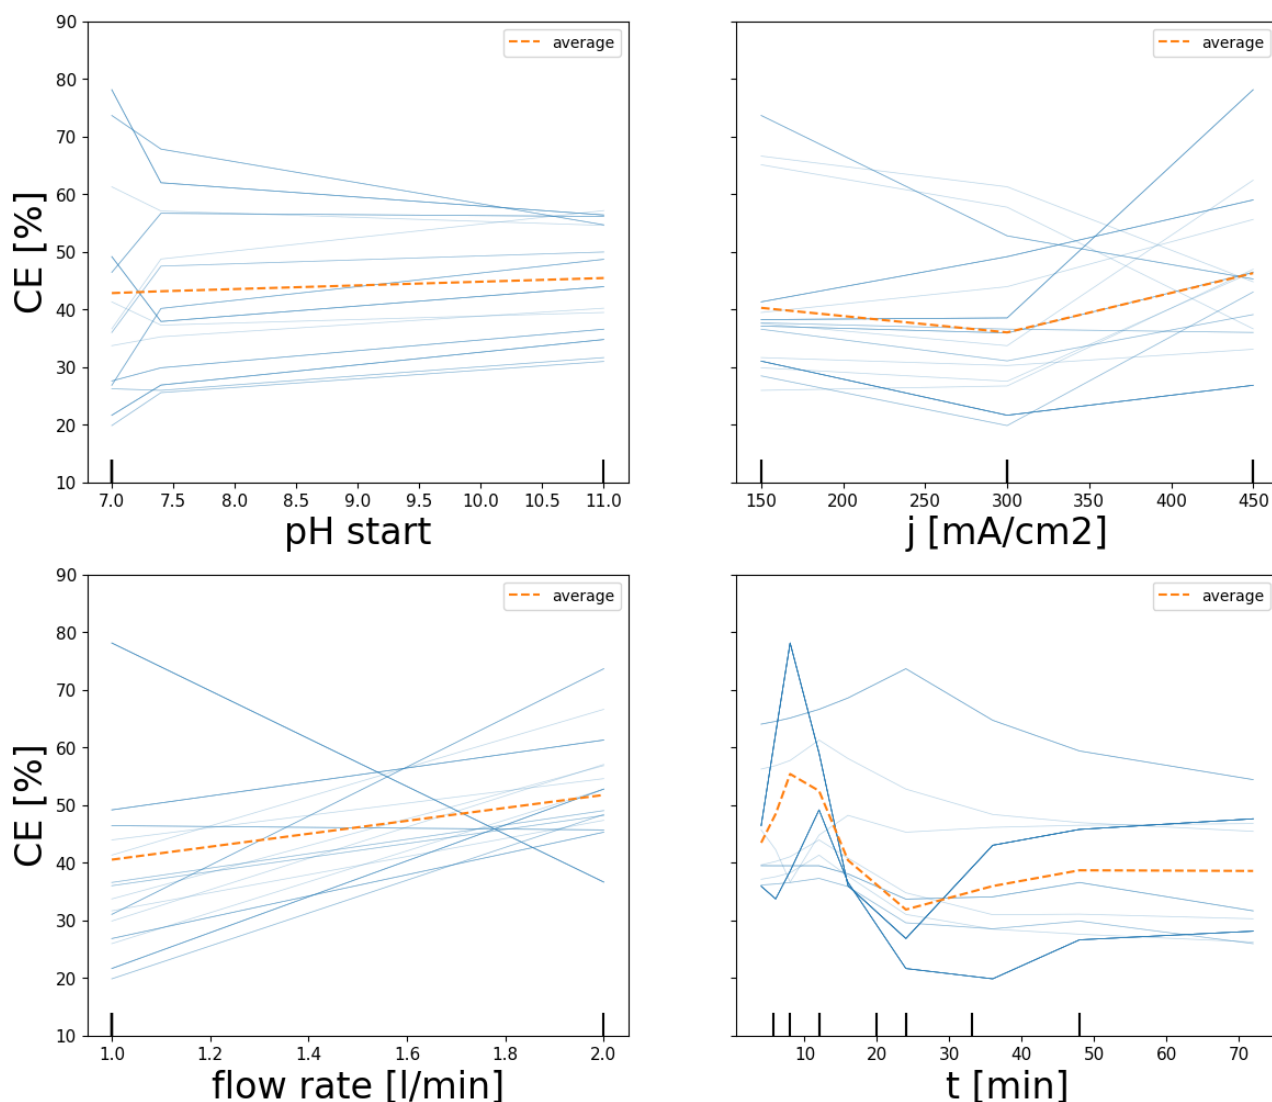 average
CE [%]
90
80
70
60
50
40
30
20
10
7.0 7.5 8.0 8.5 9.0 9.5 10.0 10.5 11.0
pH start
average
150 200 250 300 350 400 450
j [mA/cm2]
average
CE [%]
90
80
70
60
50
40
30
20
10
1.0 1.2 1.4 1.6 1.8 2.0
flow rate [l/min]
average
10 20 30 40 50 60 70
t [min]